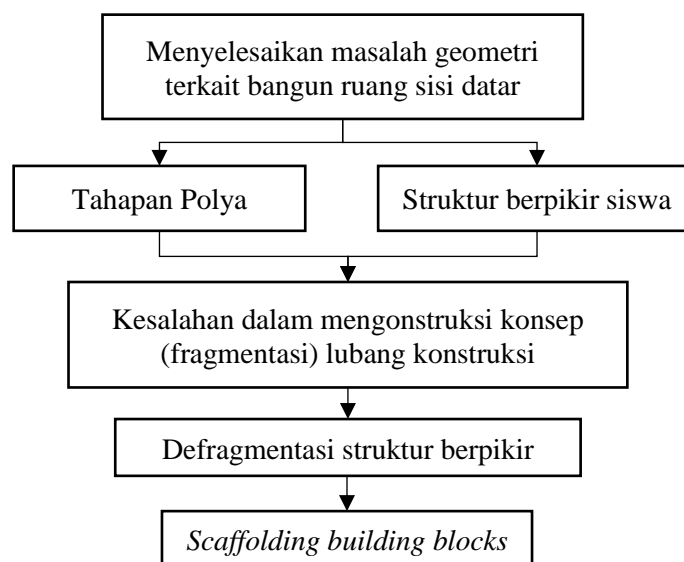 Menyelesaikan masalah geometri
terkait bangun ruang sisi datar
Tahapan Polya
Struktur berpikir siswa
Kesalahan dalam mengonstruksi konsep
(fragmentasi) lubang konstruksi
Defragmentasi struktur berpikir
Scaffolding building blocks